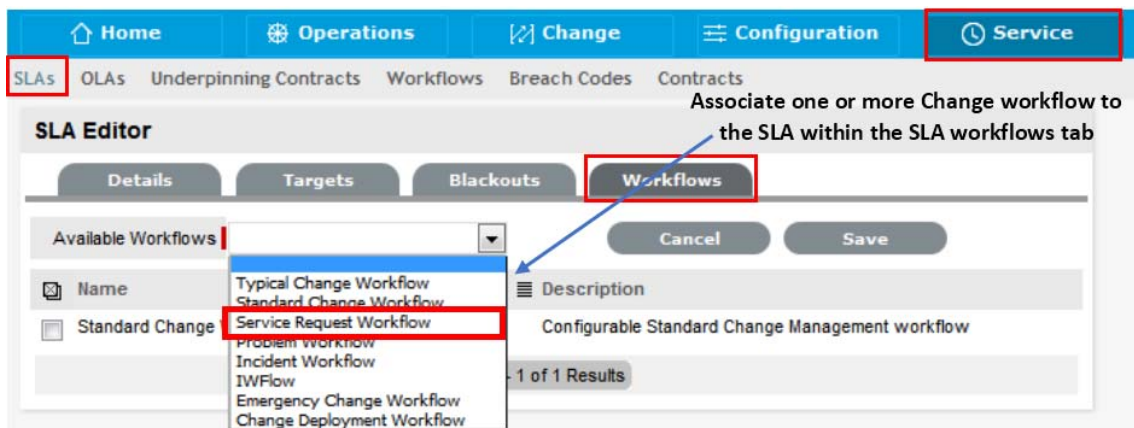 Home Operations Change Configuration Service
SLAs OLAs Underpinning Contracts Workflows Breach Codes Contracts
Associate one or more Change workflow to
the SLA within the SLA workflows tab
SLA Editor
Details Targets Blackouts Workflows
Available Workflows Cancel Save
Name Description
Typical Change Workflow
Standard Change Workflow
Service Request Workflow
Problem Workflow
Incident Workflow
IWFlow
Emergency Change Workflow
Change Deployment Workflow
Standard Change Configurable Standard Change Management workflow
1 of 1 Results